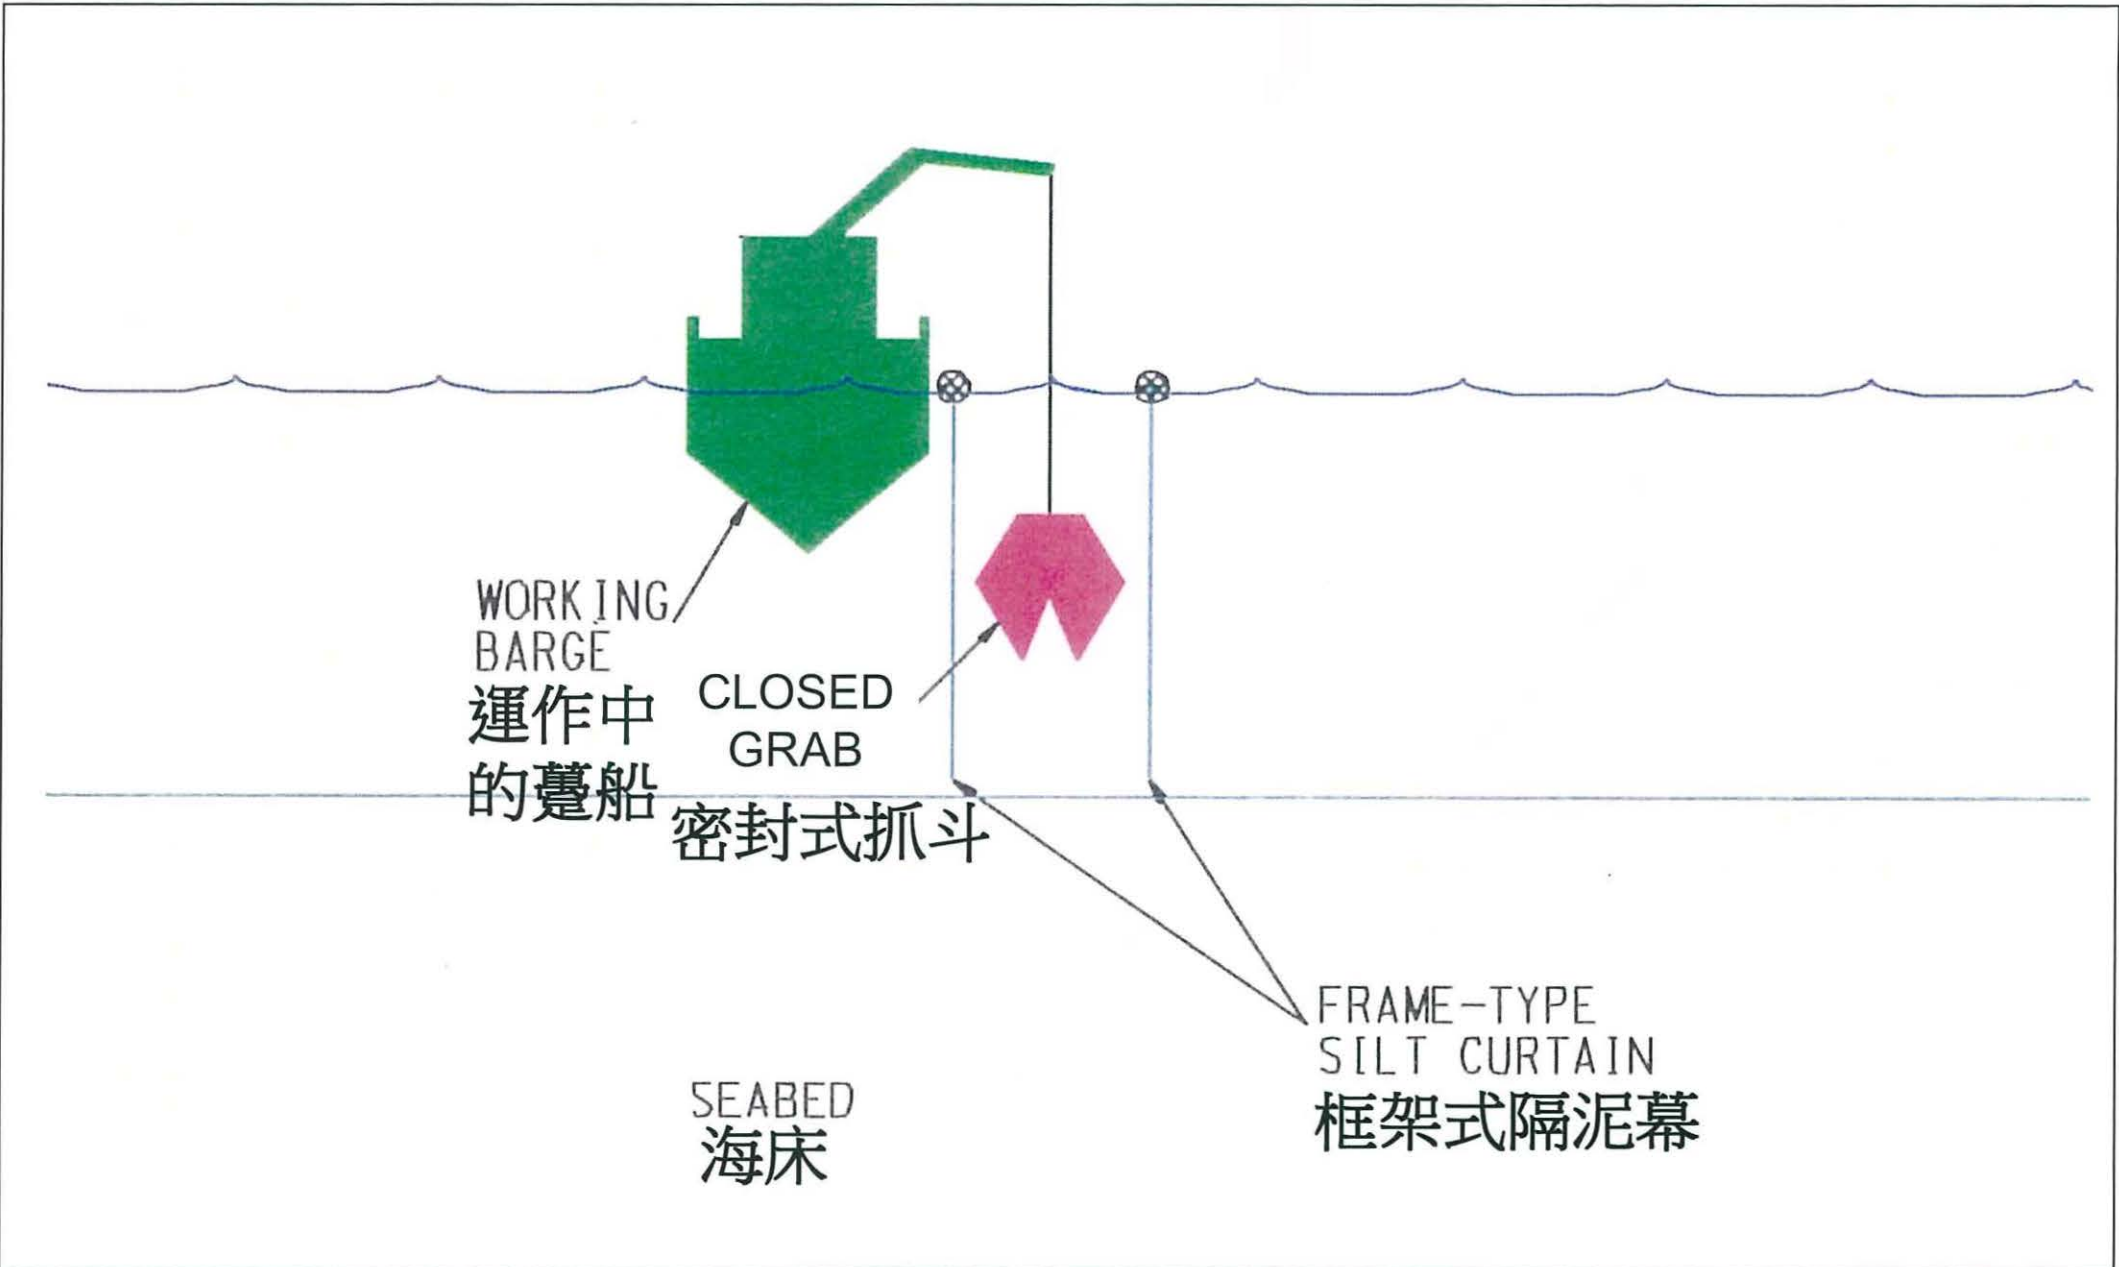 WORKING
BARGE
運作中
的躉船
CLOSED
GRAB
密封式抓斗
FRAME-TYPE
SILT CURTAIN
框架式隔泥幕
SEABED
海床